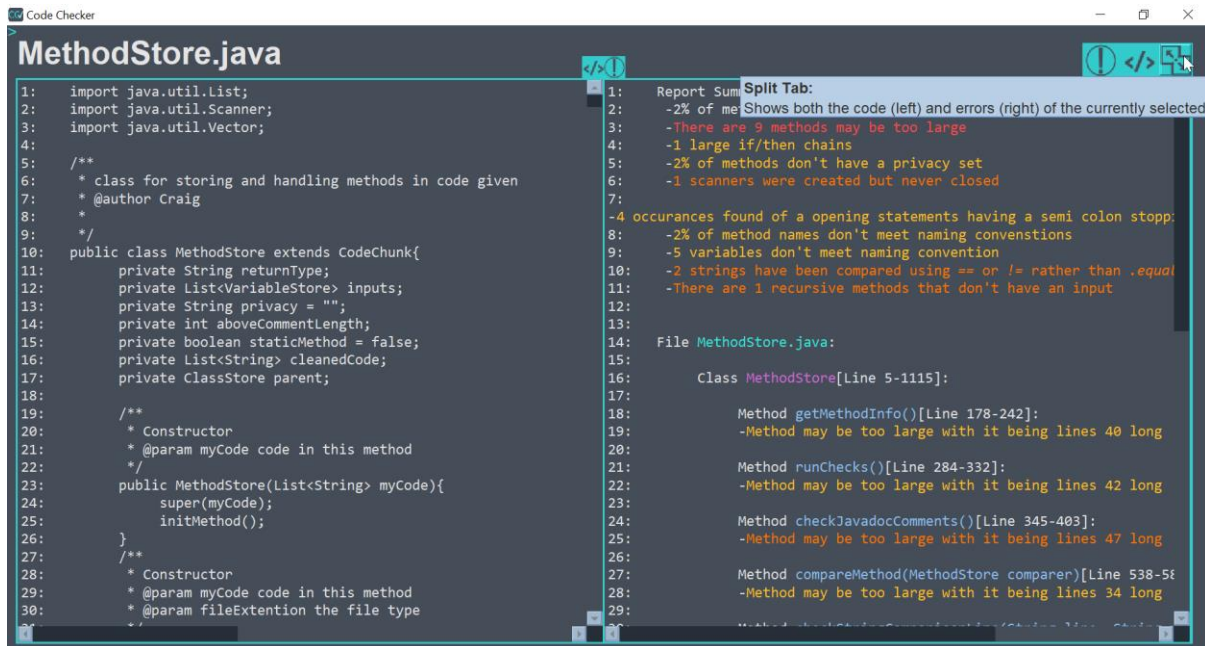 Code Checker
>
MethodStore.java
</>
</>
Split Tab:
Shows both the code (left) and errors (right) of the currently selected
1: import java.util.List;
2: import java.util.Scanner;
3: import java.util.Vector;
4:
5: /**
6: * class for storing and handling methods in code given
7: * @author Craig
8: *
9: */
10: public class MethodStore extends CodeChunk{
11: private String returnType;
12: private List<VariableStore> inputs;
13: private String privacy = "";
14: private int aboveCommentLength;
15: private boolean staticMethod = false;
16: private List<String> cleanedCode;
17: private ClassStore parent;
18:
19: /**
20: * Constructor
21: * @param myCode code in this method
22: */
23: public MethodStore(List<String> myCode){
24: super(myCode);
25: initMethod();
26: }
27: /**
28: * Constructor
29: * @param myCode code in this method
30: * @param fileExtention the file type
1: Report Sum
2: -2% of me
3: -There are 9 methods may be too large
4: -1 large if/then chains
5: -2% of methods don't have a privacy set
6: -1 scanners were created but never closed
7:
-4 occurances found of a opening statements having a semi colon stopp
8: -2% of method names don't meet naming convenstions
9: -5 variables don't meet naming convention
10: -2 strings have been compared using == or != rather than .equal
11: -There are 1 recursive methods that don't have an input
12:
13:
14: File MethodStore.java:
15:
16: Class MethodStore[Line 5-1115]:
17:
18: Method getMethodInfo()[Line 178-242]:
19: -Method may be too large with it being lines 40 long
20:
21: Method runChecks()[Line 284-332]:
22: -Method may be too large with it being lines 42 long
23:
24: Method checkJavadocComments()[Line 345-403]:
25: -Method may be too large with it being lines 47 long
26:
27: Method compareMethod(MethodStore comparer)[Line 538-58
28: -Method may be too large with it being lines 34 long
29: